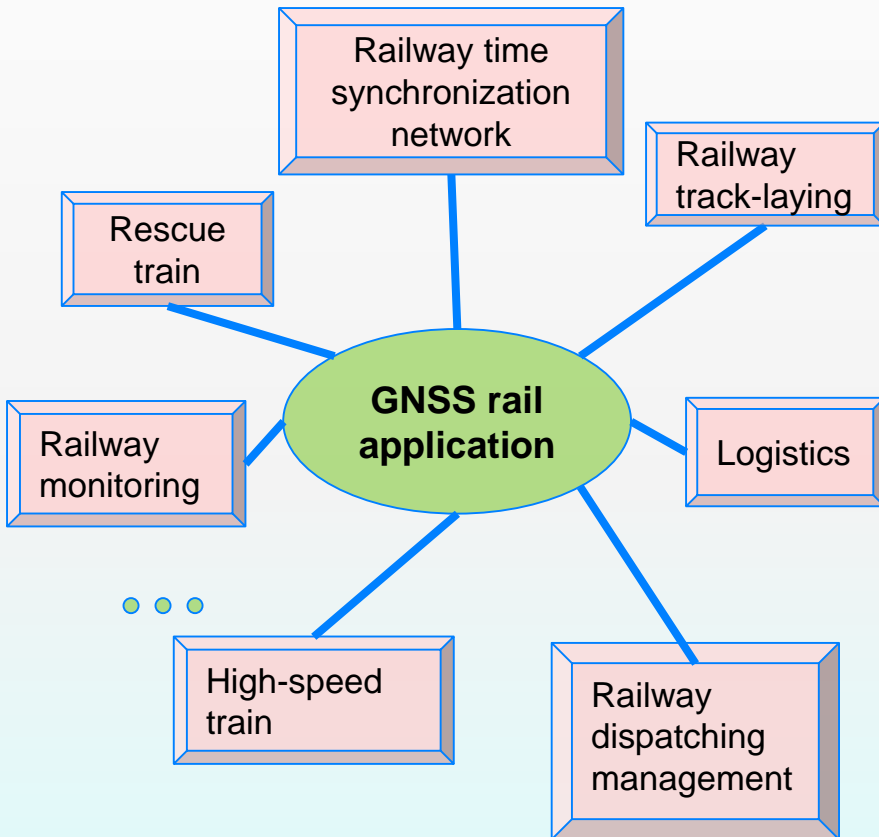 Railway time
synchronization
network
Railway
track-laying
Rescue
train
GNSS rail
application
Railway
monitoring
Logistics
High-speed
train
Railway
dispatching
management